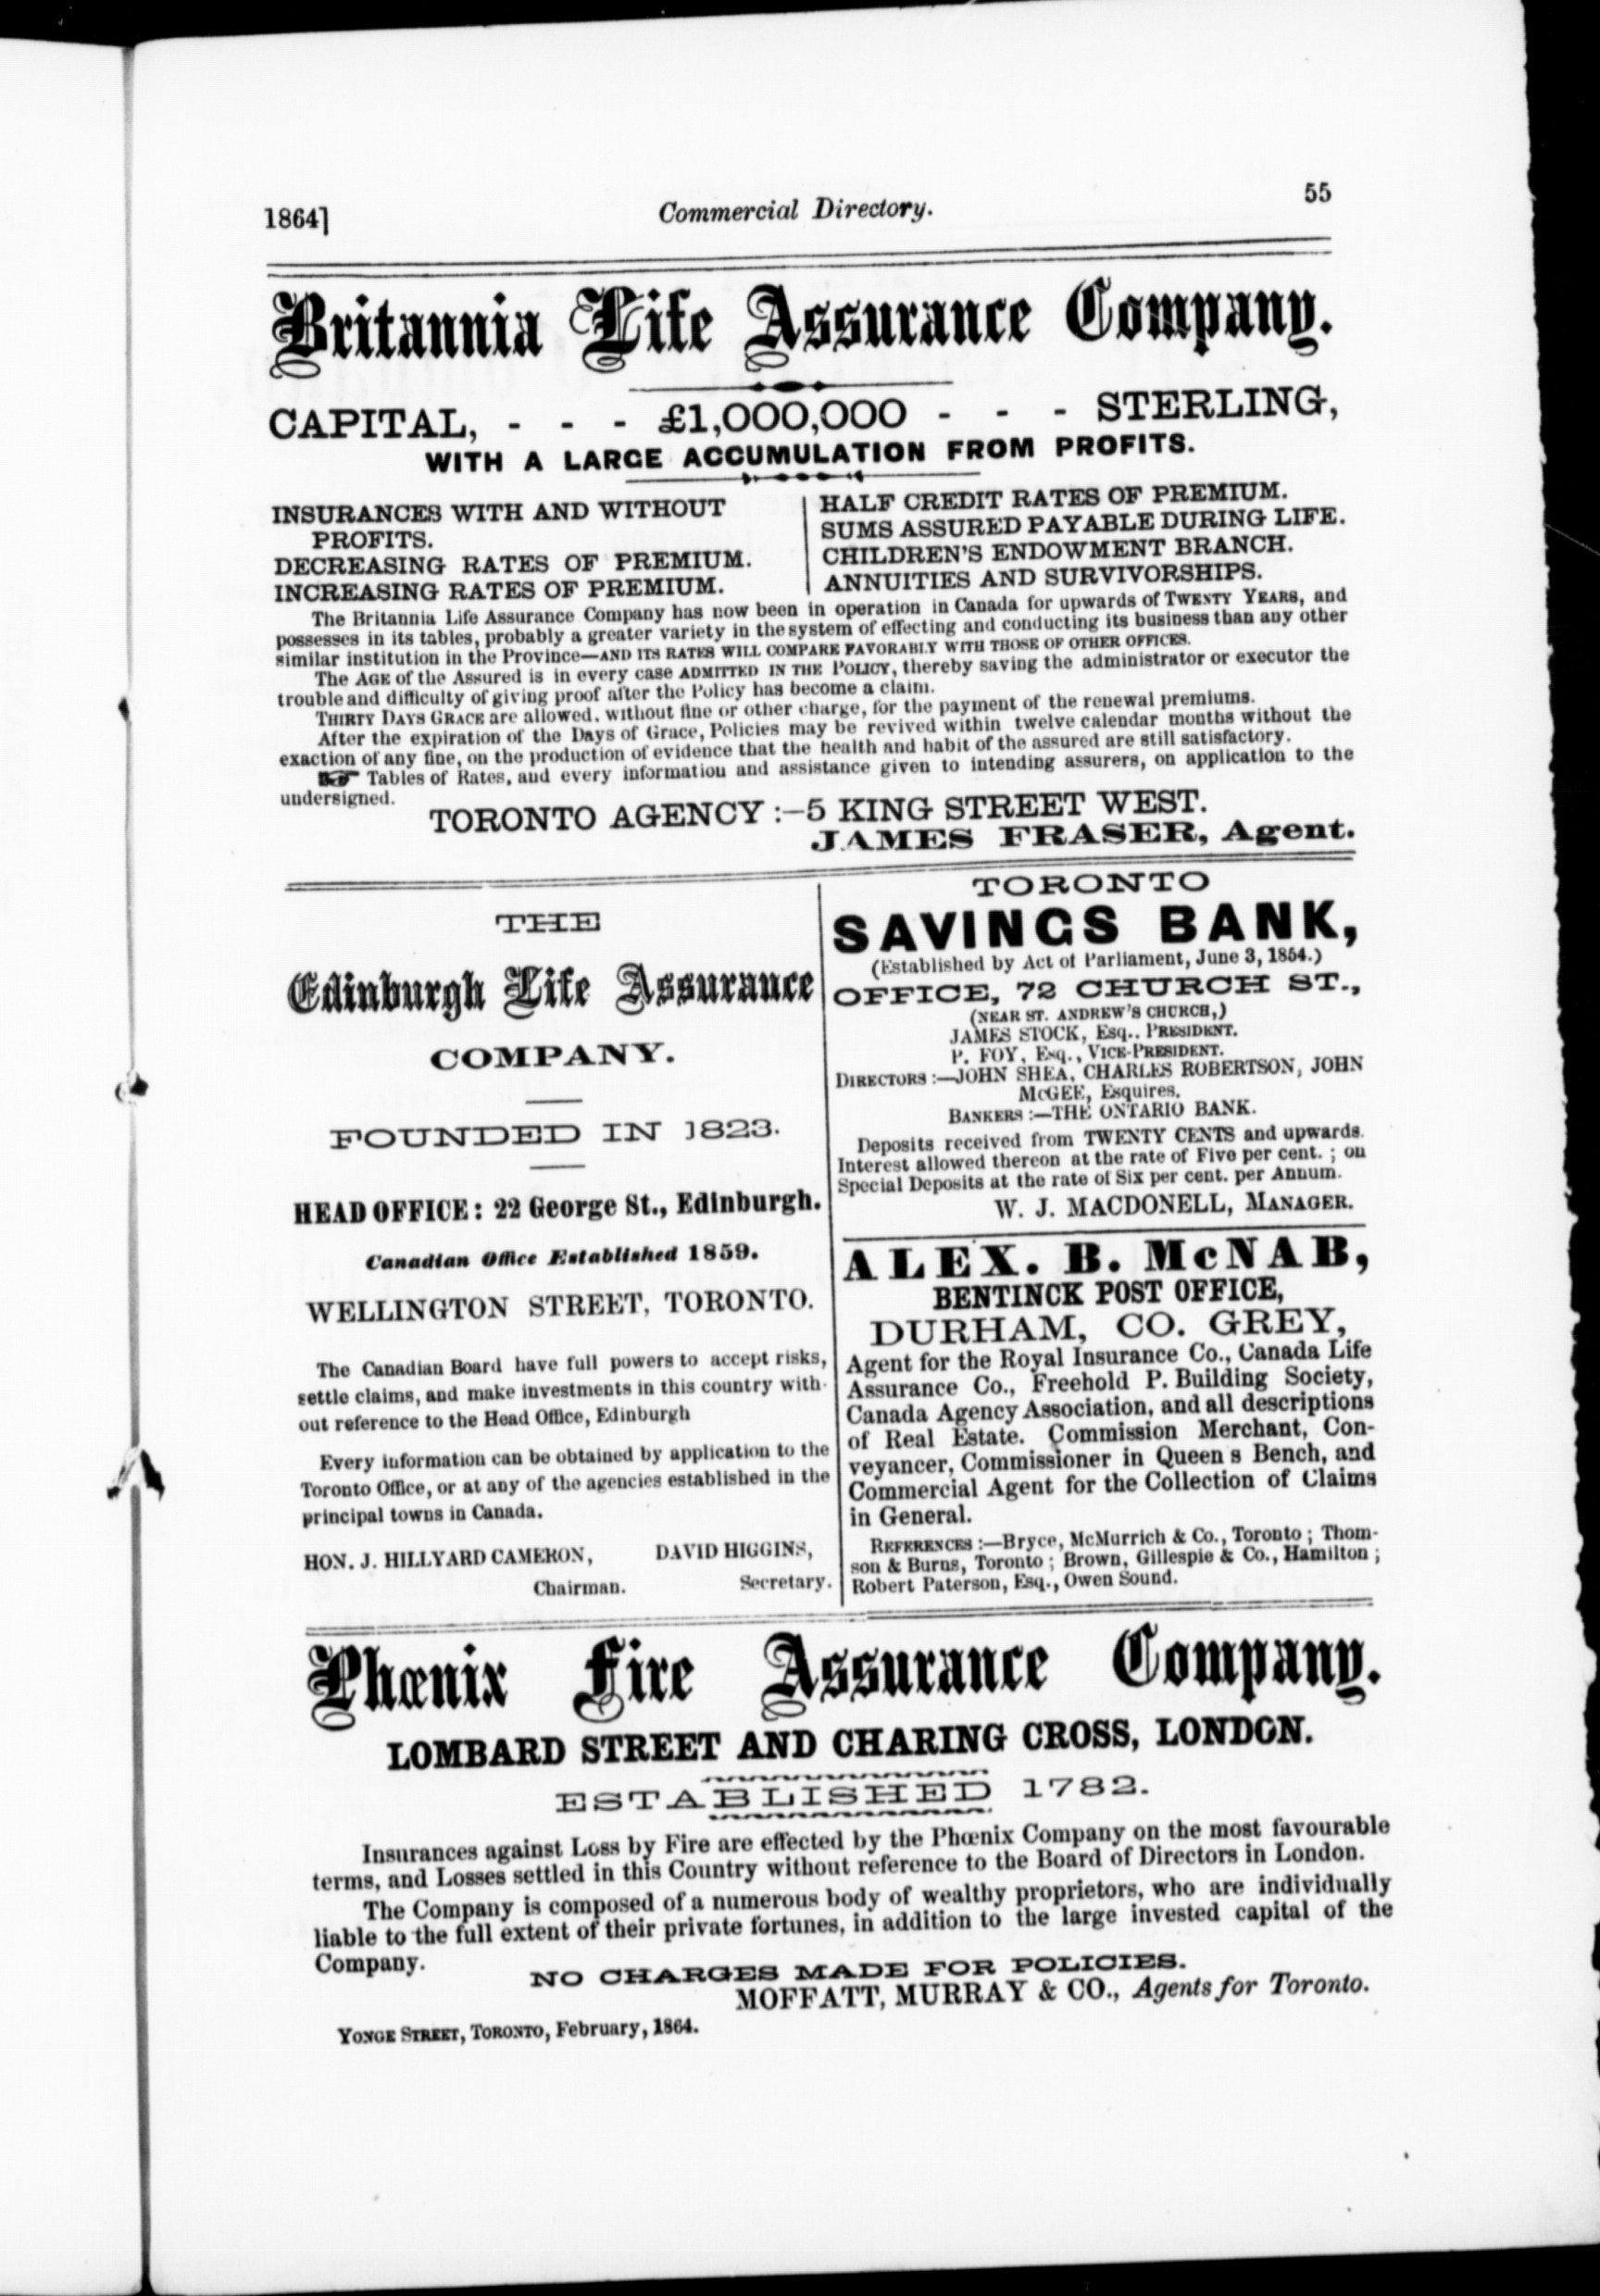 1864]
Commercial Directory.
55
Britannia Life Assurance Company.
CAPITAL, - - - £1,000,000 - - - STERLING,
WITH A LARGE ACCUMULATION FROM PROFITS.
INSURANCES WITH AND WITHOUT
PROFITS.
DECREASING RATES OF PREMIUM.
INCREASING RATES OF PREMIUM.
HALF CREDIT RATES OF PREMIUM.
SUMS ASSURED PAYABLE DURING LIFE.
CHILDREN'S ENDOWMENT BRANCH.
ANNUITIES AND SURVIVORSHIPS.
The Britannia Life Assurance Company has now been in operation in Canada for upwards of TWENTY YEARS, and
possesses in its tables, probably a greater variety in the system of effecting and conducting its business than any other
similar institution in the Province—AND ITS RATES WILL COMPARE FAVORABLY WITH THOSE OF OTHER OFFICES.
The AGE of the Assured is in every case ADMITTED IN THE POLICY, thereby saving the administrator or executor the
trouble and difficulty of giving proof after the Policy has become a claim.
THIRTY DAYS GRACE are allowed, without fine or other charge, for the payment of the renewal premiums.
After the expiration of the Days of Grace, Policies may be revived within twelve calendar months without the
exaction of any fine, on the production of evidence that the health and habit of the assured are still satisfactory.
☞ Tables of Rates, and every information and assistance given to intending assurers, on application to the
undersigned.
TORONTO AGENCY :—5 KING STREET WEST.
JAMES FRASER, Agent.
THE
Edinburgh Life Assurance
COMPANY.
FOUNDED IN 1823.
HEAD OFFICE: 22 George St., Edinburgh.
Canadian Office Established 1859.
WELLINGTON STREET, TORONTO.
The Canadian Board have full powers to accept risks,
settle claims, and make investments in this country with-
out reference to the Head Office, Edinburgh
Every information can be obtained by application to the
Toronto Office, or at any of the agencies established in the
principal towns in Canada.
HON. J. HILLYARD CAMERON,
Chairman.
DAVID HIGGINS,
Secretary.
TORONTO
SAVINGS BANK,
(Established by Act of Parliament, June 3, 1854.)
OFFICE, 72 CHURCH ST.,
(NEAR ST. ANDREW'S CHURCH,)
JAMES STOCK, Esq., PRESIDENT.
P. FOY, Esq., VICE-PRESIDENT.
DIRECTORS :—JOHN SHEA, CHARLES ROBERTSON, JOHN
McGEE, Esquires.
BANKERS :—THE ONTARIO BANK.
Deposits received from TWENTY CENTS and upwards.
Interest allowed thereon at the rate of Five per cent. ; on
Special Deposits at the rate of Six per cent. per Annum.
W. J. MACDONELL, MANAGER.
ALEX. B. McNAB,
BENTINCK POST OFFICE,
DURHAM, CO. GREY,
Agent for the Royal Insurance Co., Canada Life
Assurance Co., Freehold P. Building Society,
Canada Agency Association, and all descriptions
of Real Estate. Commission Merchant, Con-
veyancer, Commissioner in Queen s Bench, and
Commercial Agent for the Collection of Claims
in General.
REFERENCES :—Bryce, McMurrich & Co., Toronto ; Thom-
son & Burns, Toronto ; Brown, Gillespie & Co., Hamilton ;
Robert Paterson, Esq., Owen Sound.
Phœnix Fire Assurance Company.
LOMBARD STREET AND CHARING CROSS, LONDON.
ESTABLISHED 1782.
Insurances against Loss by Fire are effected by the Phœnix Company on the most favourable
terms, and Losses settled in this Country without reference to the Board of Directors in London.
The Company is composed of a numerous body of wealthy proprietors, who are individually
liable to the full extent of their private fortunes, in addition to the large invested capital of the
Company.
NO CHARGES MADE FOR POLICIES.
MOFFATT, MURRAY & CO., Agents for Toronto.
YONGE STREET, TORONTO, February, 1864.